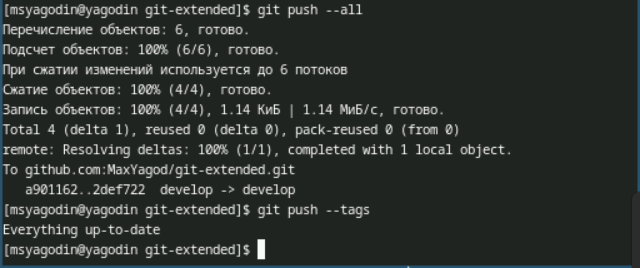 [msyagodin@yagodin git-extended]$ git push --all
Перечисление объектов: 6, готово.
Подсчет объектов: 100% (6/6), готово.
При сжатии изменений используется до 6 потоков
Сжатие объектов: 100% (4/4), готово.
Запись объектов: 100% (4/4), 1.14 КиБ | 1.14 МиБ/с, готово.
Total 4 (delta 1), reused 0 (delta 0), pack-reused 0 (from 0)
remote: Resolving deltas: 100% (1/1), completed with 1 local object.
To github.com:MaxYagod/git-extended.git
   a901162..2def722  develop -> develop
[msyagodin@yagodin git-extended]$ git push --tags
Everything up-to-date
[msyagodin@yagodin git-extended]$